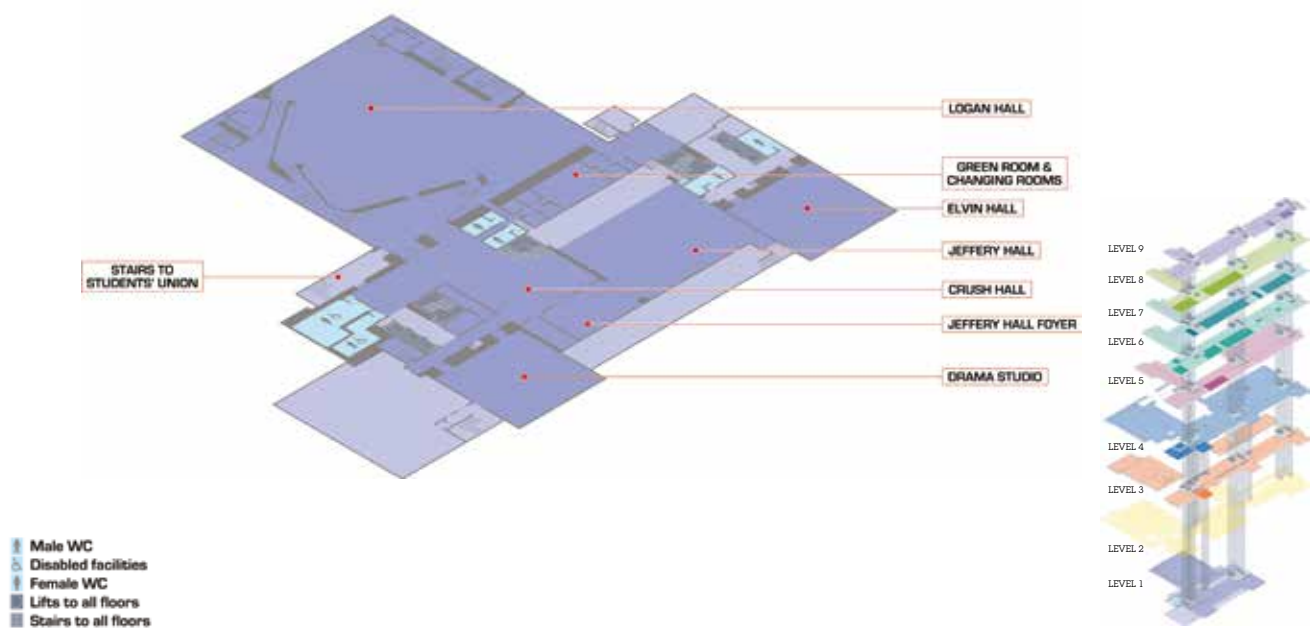 LOGAN HALL
GREEN ROOM &
CHANGING ROOMS
ELVIN HALL
JEFFERY HALL
STAIRS TO
STUDENTS' UNION
CRUSH HALL
JEFFERY HALL FOYER
DRAMA STUDIO
Male WC
Disabled facilities
Female WC
Lifts to all floors
Stairs to all floors
LEVEL 9
LEVEL 8
LEVEL 7
LEVEL 6
LEVEL 5
LEVEL 4
LEVEL 3
LEVEL 2
LEVEL 1